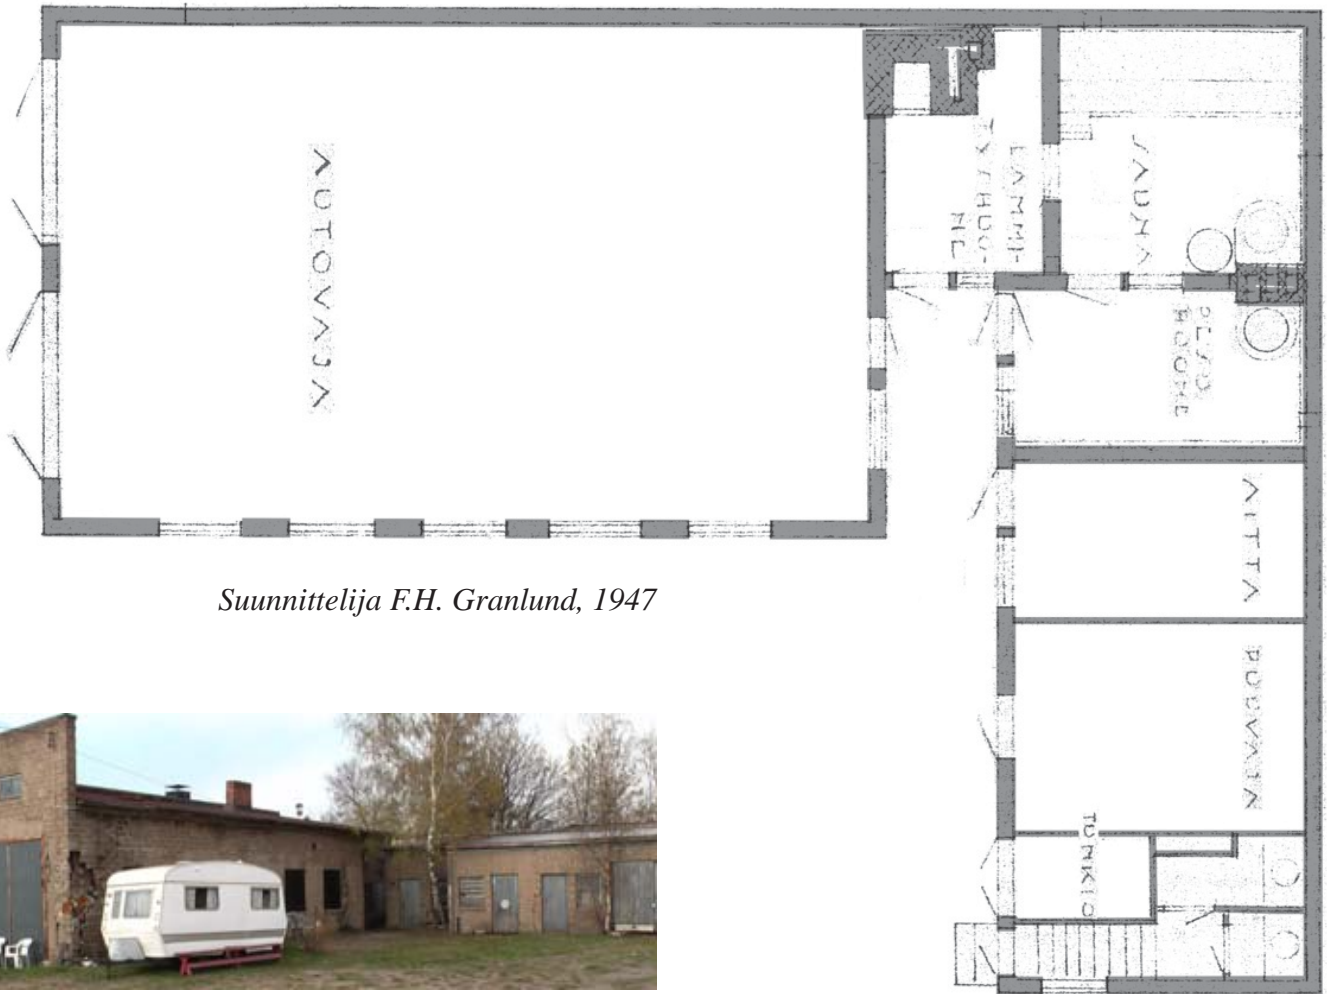 AUTOVAJA
LÄMMI-
TYSHUO-
NE
SAUNA
PESU
HUONE
AITTA
PUUVAJA
TUNKIO
Suunnittelija F.H. Granlund, 1947